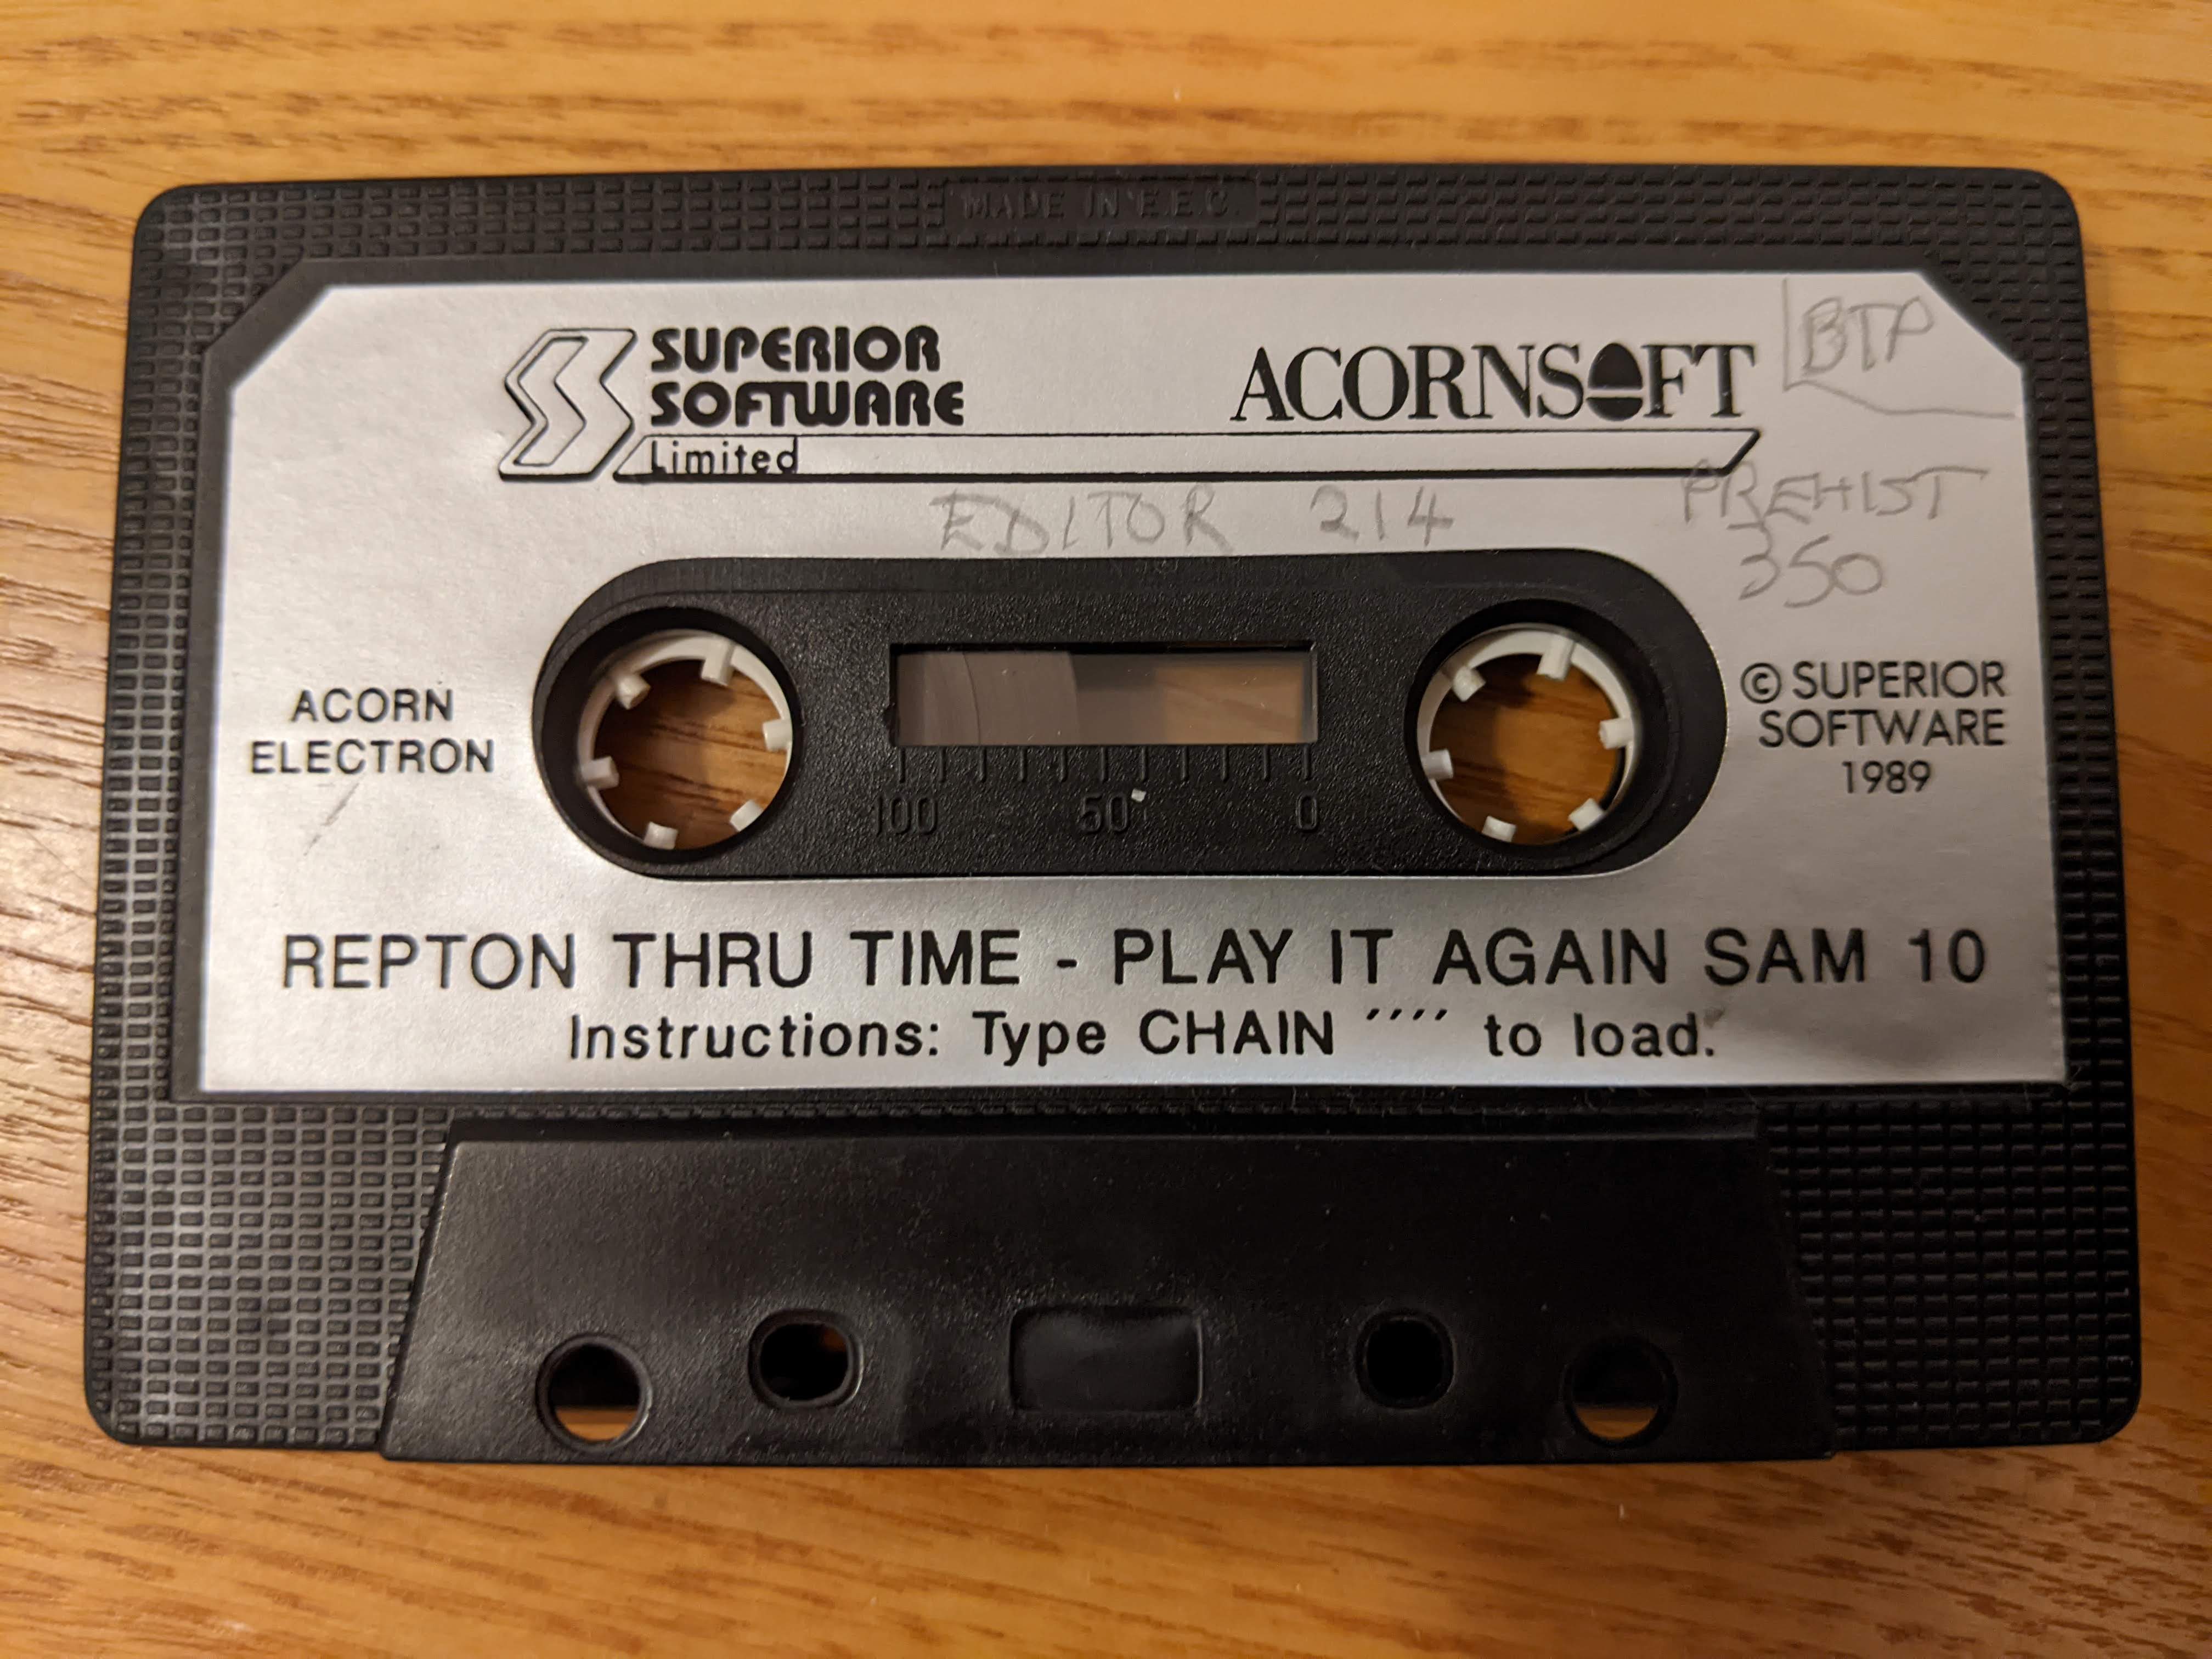 MADE IN E.E.C.
SUPERIOR
SOFTWARE
Limited
ACORNSOFT
BTP
EDITOR 214
PREHIST
350
ACORN
ELECTRON
100 50 0
© SUPERIOR
SOFTWARE
1989
REPTON THRU TIME - PLAY IT AGAIN SAM 10
Instructions: Type CHAIN ′′′′ to load.